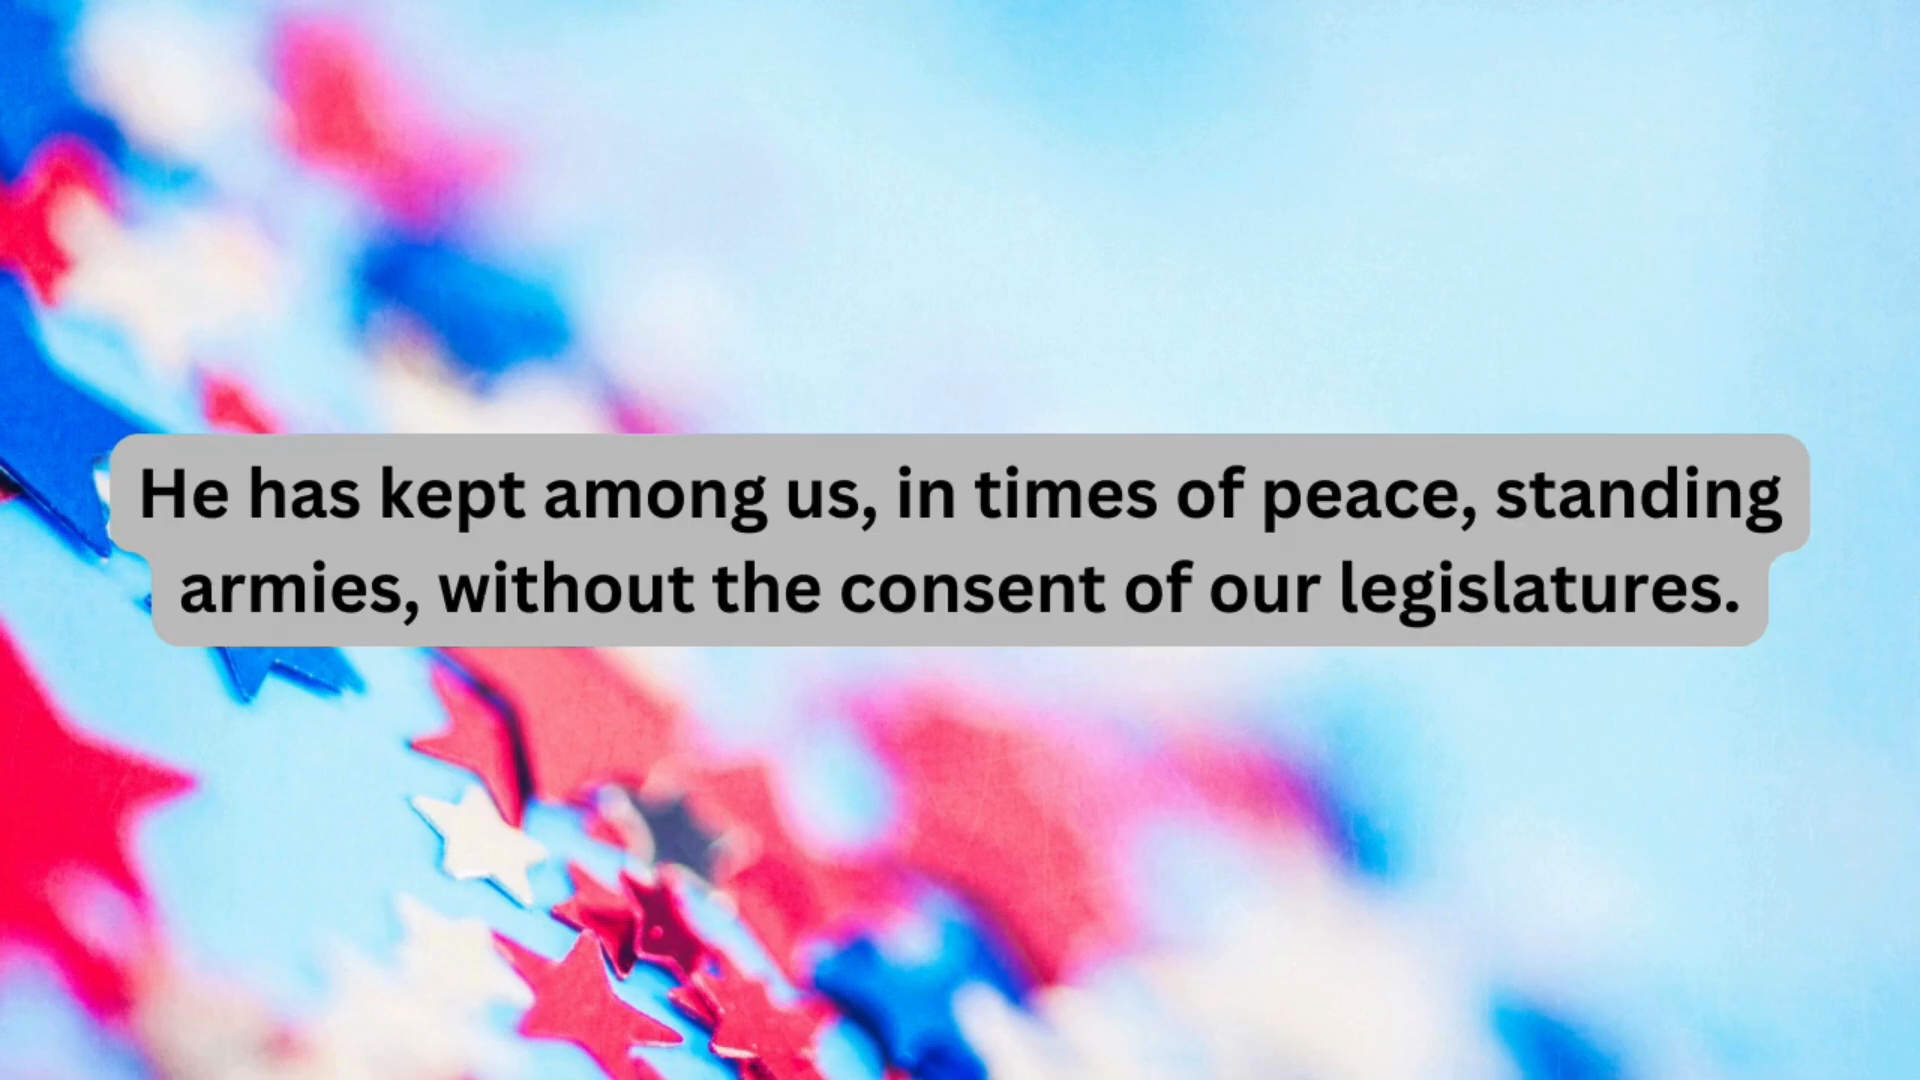 He has kept among us, in times of peace, standing
armies, without the consent of our legislatures.